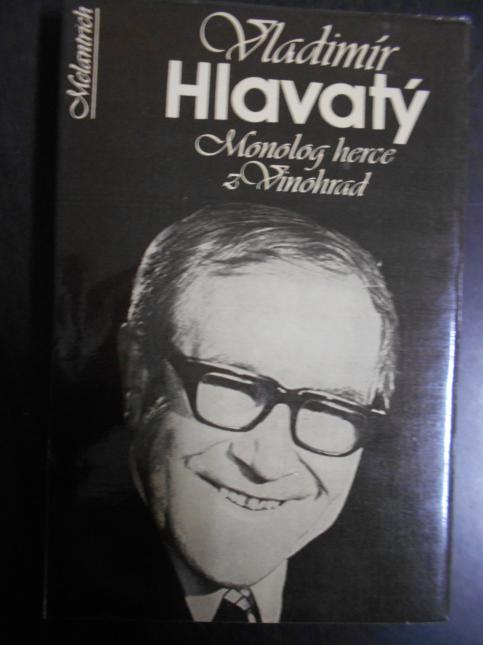 Melantrich
Vladimír
Hlavatý
Monolog herce
z Vinohrad